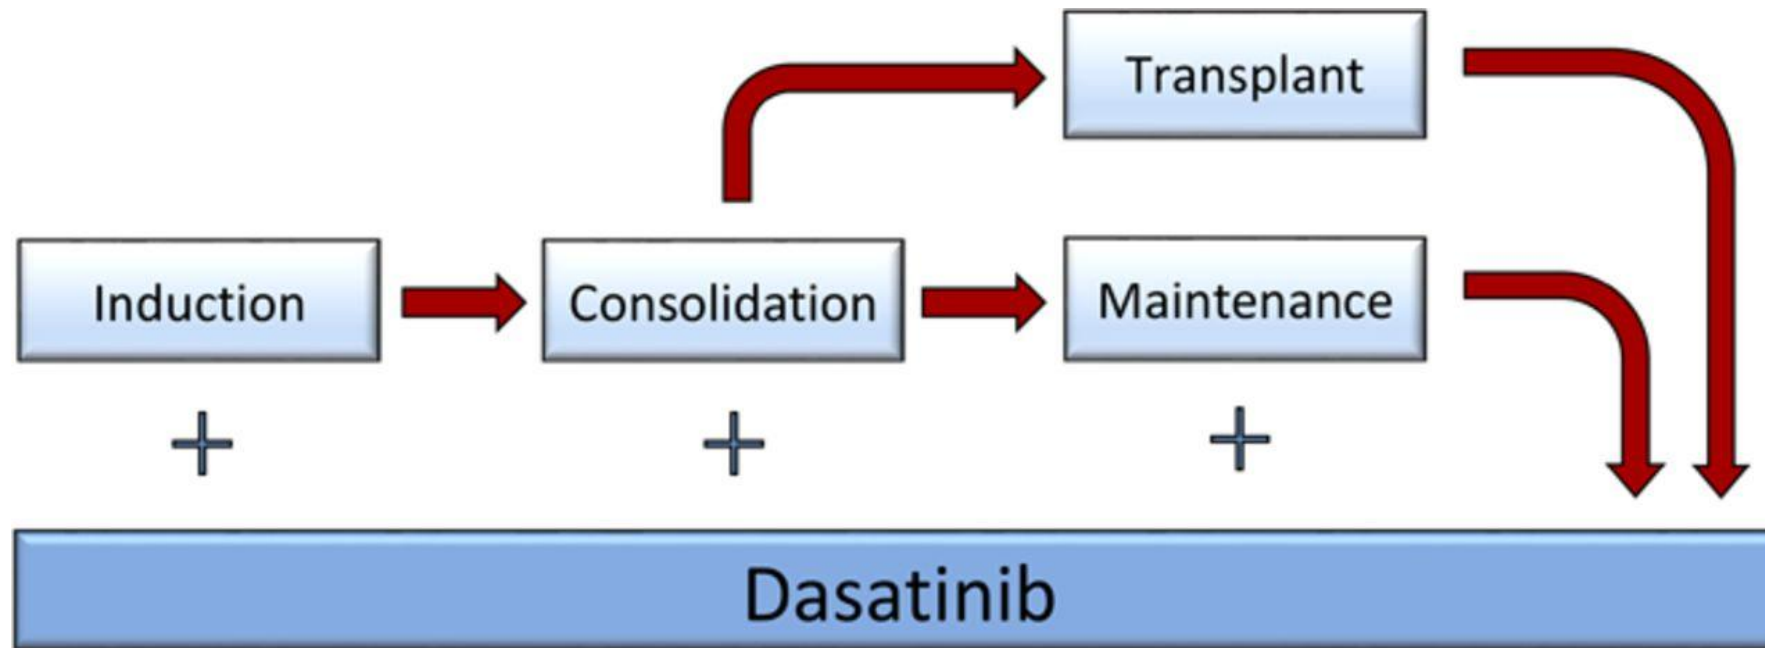 Transplant
Induction
Consolidation
Maintenance
+
+
+
Dasatinib